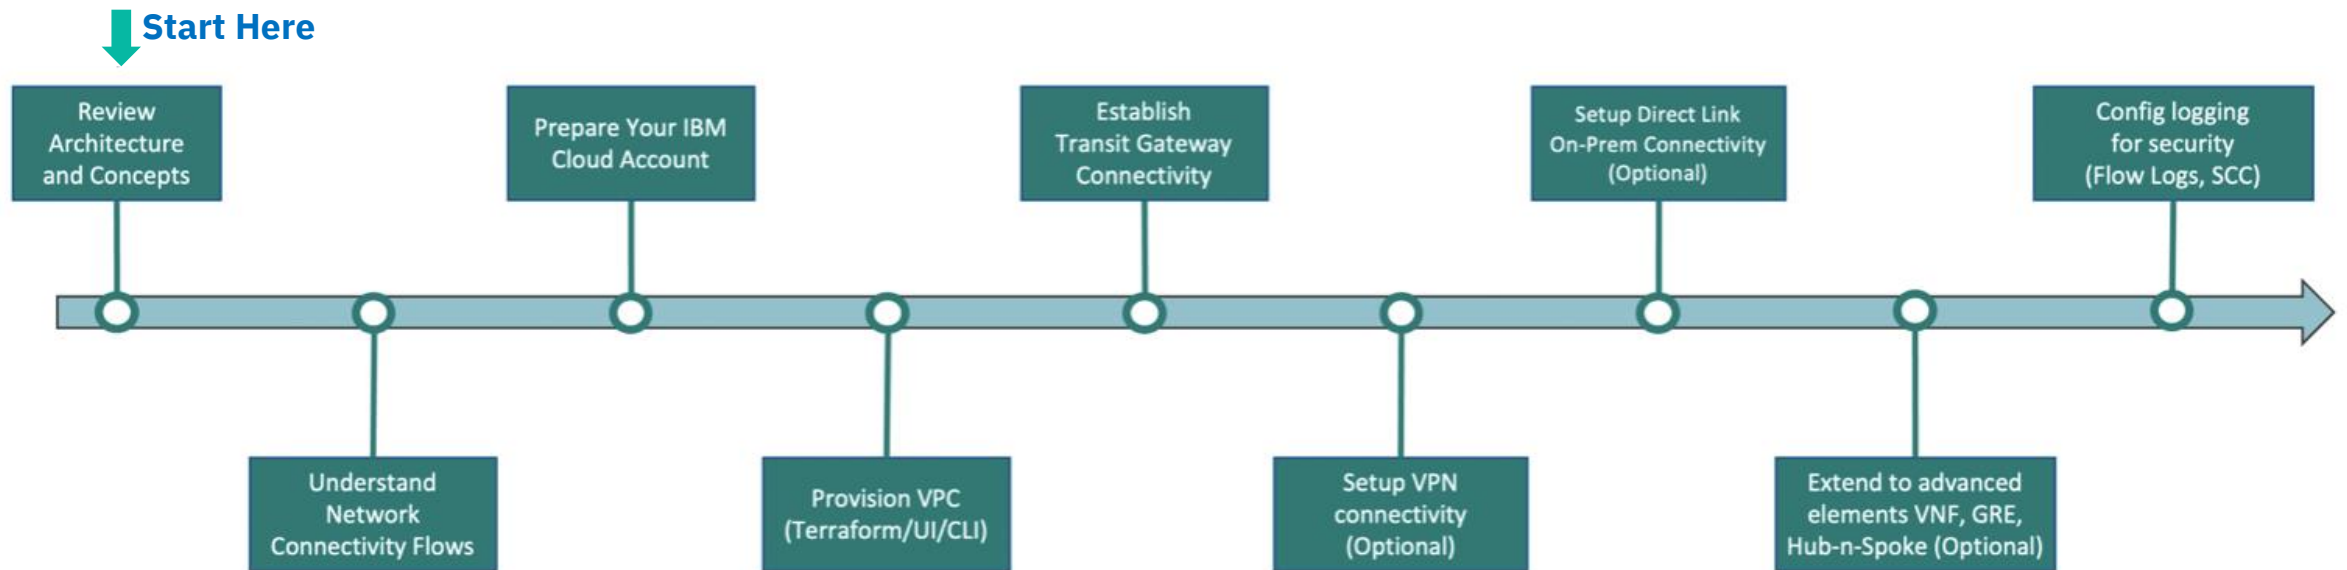 Start Here
Review
Architecture
and Concepts
Understand
Network
Connectivity Flows
Prepare Your IBM
Cloud Account
Provision VPC
(Terraform/UI/CLI)
Establish
Transit Gateway
Connectivity
Setup VPN
connectivity
(Optional)
Setup Direct Link
On-Prem Connectivity
(Optional)
Extend to advanced
elements VNF, GRE,
Hub-n-Spoke (Optional)
Config logging
for security
(Flow Logs, SCC)